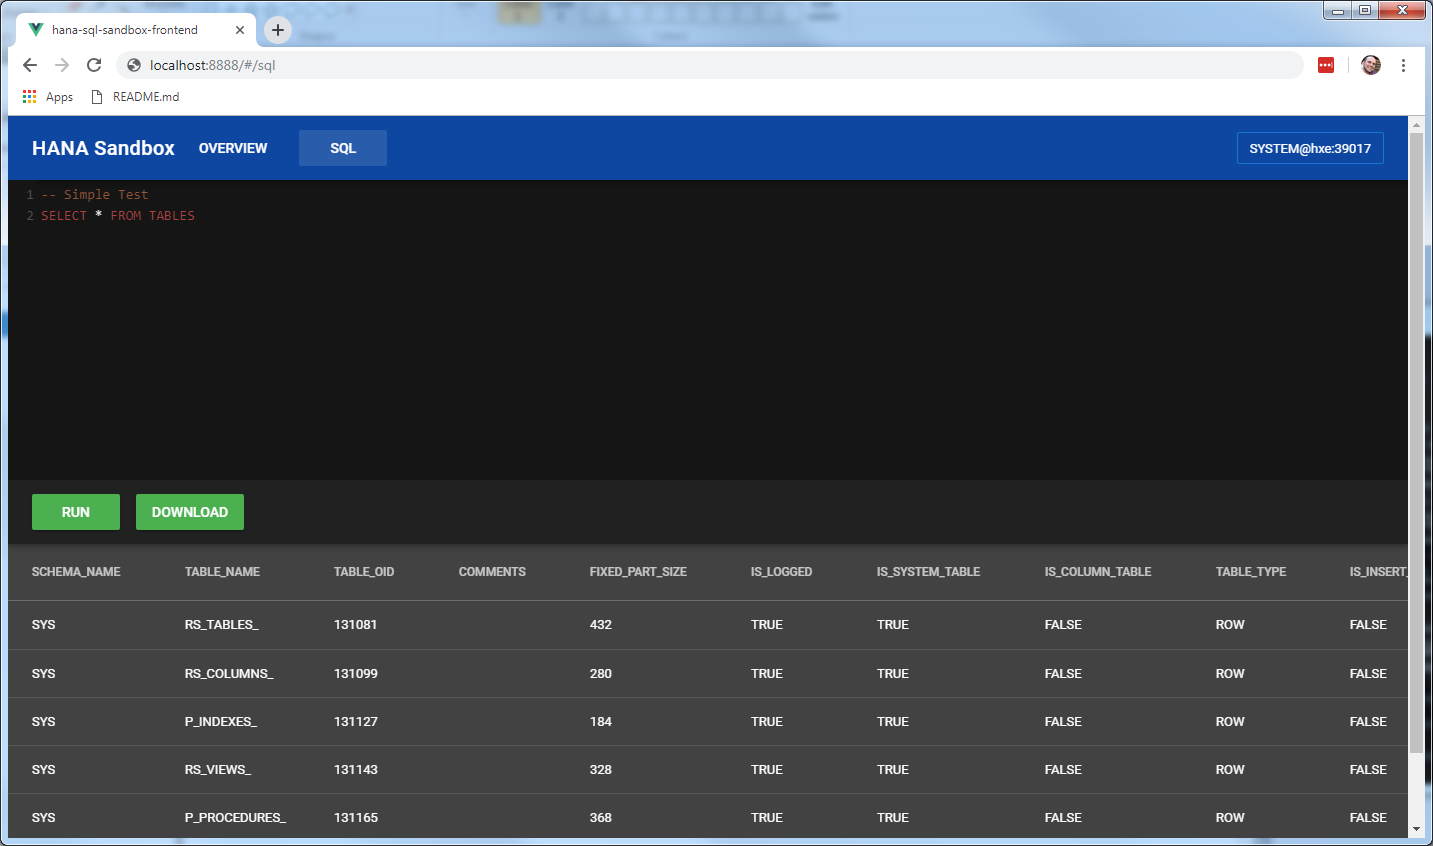 hana-sql-sandbox-frontend
localhost:8888/#/sql
Apps README.md
HANA Sandbox OVERVIEW SQL SYSTEM@hxe:39017
1 -- Simple Test
2 SELECT * FROM TABLES
RUN DOWNLOAD
SCHEMA_NAME TABLE_NAME TABLE_OID COMMENTS FIXED_PART_SIZE IS_LOGGED IS_SYSTEM_TABLE IS_COLUMN_TABLE TABLE_TYPE IS_INSERT_
SYS RS_TABLES_ 131081 432 TRUE TRUE FALSE ROW FALSE
SYS RS_COLUMNS_ 131099 280 TRUE TRUE FALSE ROW FALSE
SYS P_INDEXES_ 131127 184 TRUE TRUE FALSE ROW FALSE
SYS RS_VIEWS_ 131143 328 TRUE TRUE FALSE ROW FALSE
SYS P_PROCEDURES_ 131165 368 TRUE TRUE FALSE ROW FALSE